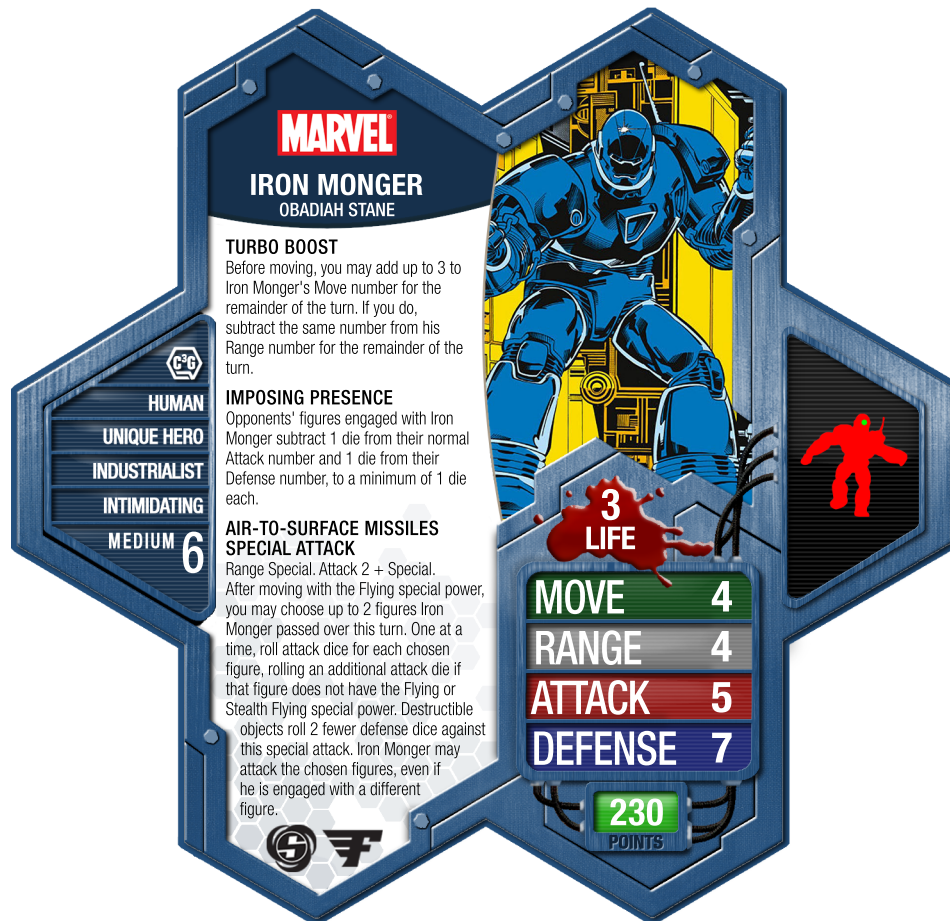 MARVEL
IRON MONGER
OBADIAH STANE
TURBO BOOST
Before moving, you may add up to 3 to
Iron Monger's Move number for the
remainder of the turn. If you do,
subtract the same number from his
Range number for the remainder of the
turn.
IMPOSING PRESENCE
Opponents' figures engaged with Iron
Monger subtract 1 die from their normal
Attack number and 1 die from their
Defense number, to a minimum of 1 die
each.
AIR-TO-SURFACE MISSILES
SPECIAL ATTACK
Range Special. Attack 2 + Special.
After moving with the Flying special power,
you may choose up to 2 figures Iron
Monger passed over this turn. One at a
time, roll attack dice for each chosen
figure, rolling an additional attack die if
that figure does not have the Flying or
Stealth Flying special power. Destructible
objects roll 2 fewer defense dice against
this special attack. Iron Monger may
attack the chosen figures, even if
he is engaged with a different
figure.
S F
C3G
HUMAN
UNIQUE HERO
INDUSTRIALIST
INTIMIDATING
MEDIUM 6
3
LIFE
MOVE 4
RANGE 4
ATTACK 5
DEFENSE 7
230
POINTS